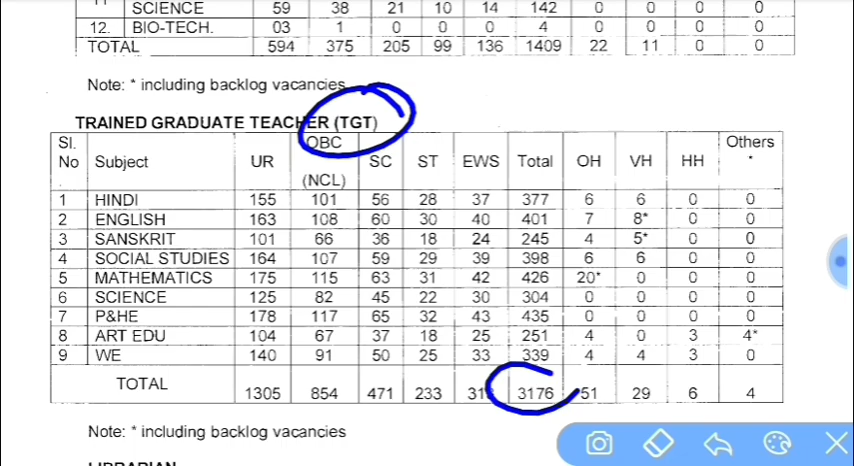 11 SCIENCE 59 38 21 10 14 142 0 0 0 0
12. BIO-TECH. 03 1 0 0 0 4 0 0 0 0
TOTAL 594 375 205 99 136 1409 22 11 0 0
Note: * including backlog vacancies
TRAINED GRADUATE TEACHER (TGT)
Sl. No Subject UR OBC (NCL) SC ST EWS Total OH VH HH Others *
1 HINDI 155 101 56 28 37 377 6 6 0 0
2 ENGLISH 163 108 60 30 40 401 7 8* 0 0
3 SANSKRIT 101 66 36 18 24 245 4 5* 0 0
4 SOCIAL STUDIES 164 107 59 29 39 398 6 6 0 0
5 MATHEMATICS 175 115 63 31 42 426 20* 0 0 0
6 SCIENCE 125 82 45 22 30 304 0 0 0 0
7 P&HE 178 117 65 32 43 435 0 0 0 0
8 ART EDU 104 67 37 18 25 251 4 0 3 4*
9 WE 140 91 50 25 33 339 4 4 3 0
TOTAL 1305 854 471 233 3176 51 29 6 4
Note: * including backlog vacancies
LIBRARIAN